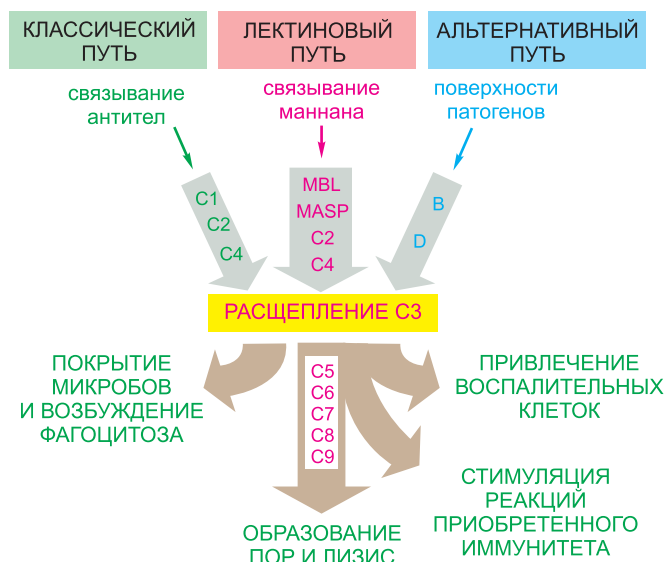 КЛАССИЧЕСКИЙ
ПУТЬ
ЛЕКТИНОВЫЙ
ПУТЬ
АЛЬТЕРНАТИВНЫЙ
ПУТЬ
связывание
антител
связывание
маннана
поверхности
патогенов
C1
C2
C4
MBL
MASP
C2
C4
B
D
РАСЩЕПЛЕНИЕ C3
ПОКРЫТИЕ
МИКРОБОВ
И ВОЗБУЖДЕНИЕ
ФАГОЦИТОЗА
C5
C6
C7
C8
C9
ПРИВЛЕЧЕНИЕ
ВОСПАЛИТЕЛЬНЫХ
КЛЕТОК
СТИМУЛЯЦИЯ
РЕАКЦИЙ
ПРИОБРЕТЕННОГО
ИММУНИТЕТА
ОБРАЗОВАНИЕ
ПОР И ЛИЗИС